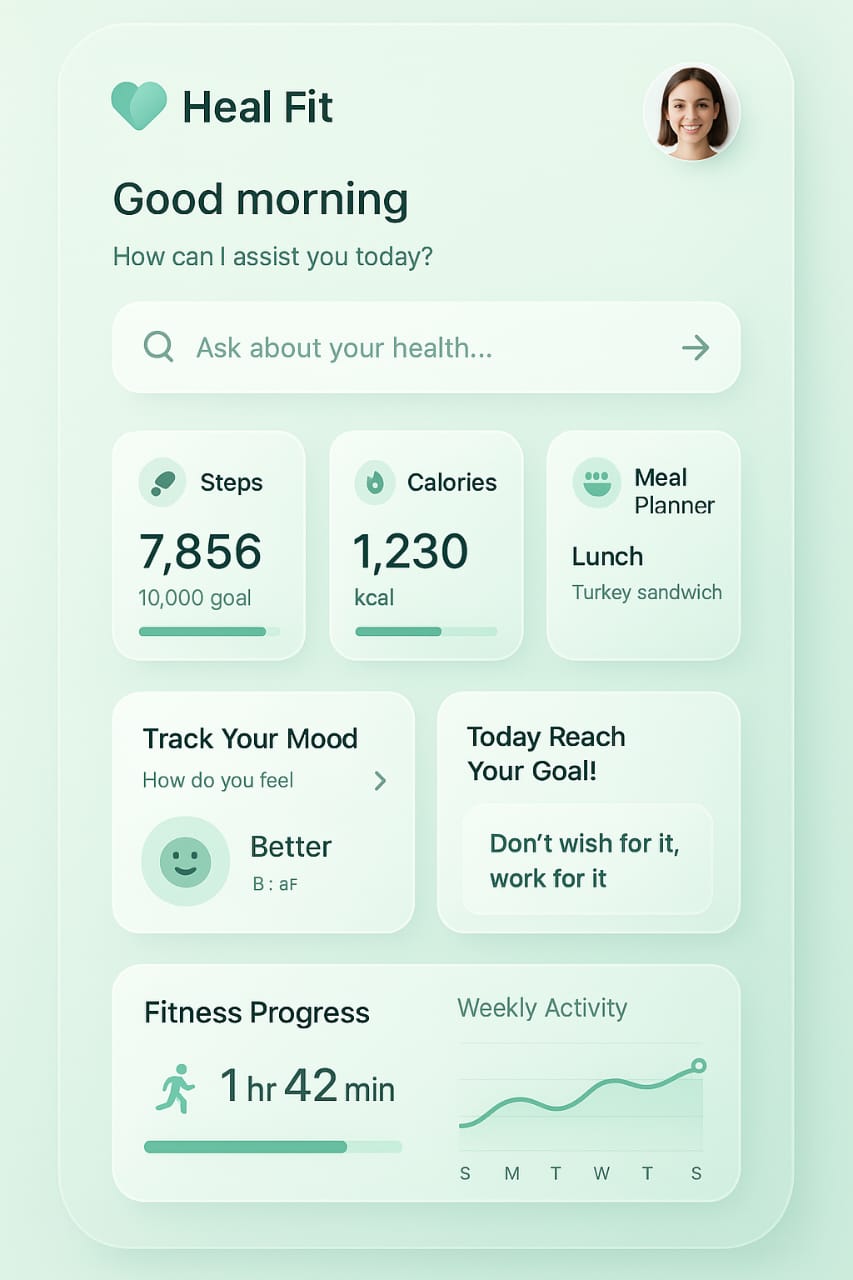 Heal Fit
Good morning
How can I assist you today?
Ask about your health...
Steps
7,856
10,000 goal
Calories
1,230
kcal
Meal
Planner
Lunch
Turkey sandwich
Track Your Mood
How do you feel
Better
B : aF
Today Reach
Your Goal!
Don’t wish for it,
work for it
Fitness Progress
1 hr 42 min
Weekly Activity
S M T W T S